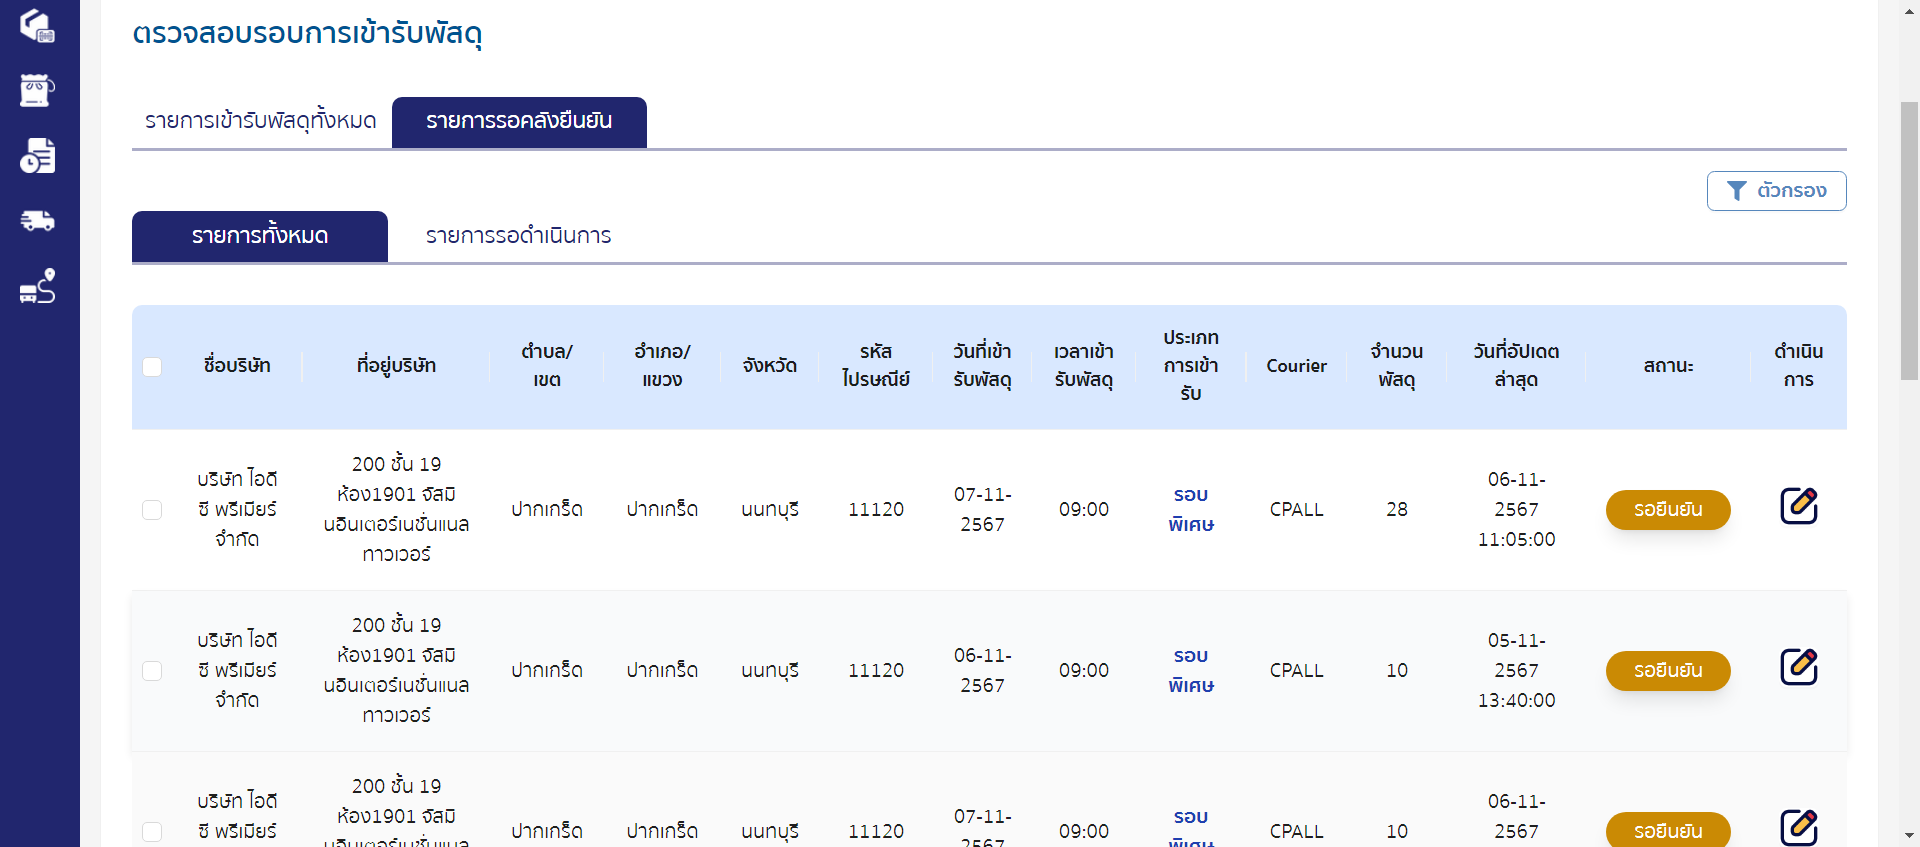 ตรวจสอบรอบการเข้ารับพัสดุ
รายการเข้ารับพัสดุทั้งหมด
รายการรอคลังยืนยัน
ตัวกรอง
รายการทั้งหมด
รายการรอดำเนินการ
ชื่อบริษัท
ที่อยู่บริษัท
ตำบล/
เขต
อำเภอ/
แขวง
จังหวัด
รหัส
ไปรษณีย์
วันที่เข้า
รับพัสดุ
เวลาเข้า
รับพัสดุ
ประเภท
การเข้า
รับ
Courier
จำนวน
พัสดุ
วันที่อัปเดต
ล่าสุด
สถานะ
ดำเนิน
การ
บริษัท ไอดี
ซี พรีเมียร์
จำกัด
200 ชั้น 19
ห้อง1901 จัสมิ
นอินเตอร์เนชั่นแนล
ทาวเวอร์
ปากเกร็ด
ปากเกร็ด
นนทบุรี
11120
07-11-
2567
09:00
รอบ
พิเศษ
CPALL
28
06-11-
2567
11:05:00
รอยืนยัน
บริษัท ไอดี
ซี พรีเมียร์
จำกัด
200 ชั้น 19
ห้อง1901 จัสมิ
นอินเตอร์เนชั่นแนล
ทาวเวอร์
ปากเกร็ด
ปากเกร็ด
นนทบุรี
11120
06-11-
2567
09:00
รอบ
พิเศษ
CPALL
10
05-11-
2567
13:40:00
รอยืนยัน
บริษัท ไอดี
ซี พรีเมียร์
200 ชั้น 19
ห้อง1901 จัสมิ
นอินเตอร์เนชั่นแนล
ปากเกร็ด
ปากเกร็ด
นนทบุรี
11120
07-11-
2567
09:00
รอบ
พิเศษ
CPALL
10
06-11-
2567
รอยืนยัน